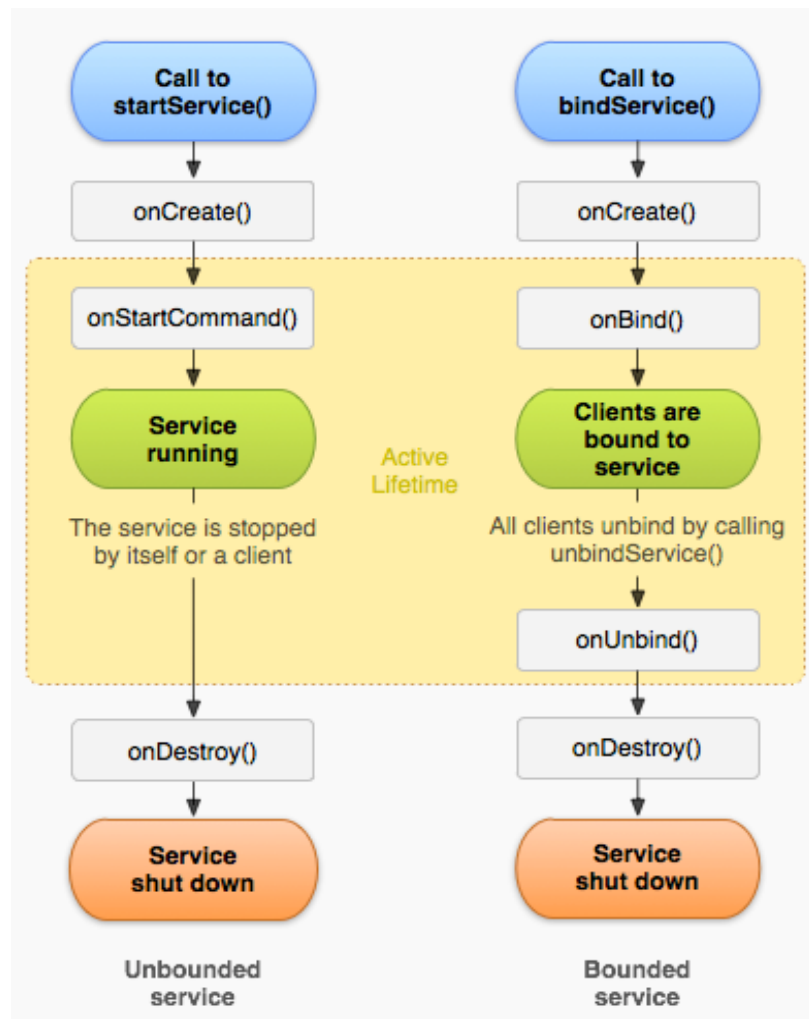 Call to
startService()
onCreate()
onStartCommand()
Service
running
The service is stopped
by itself or a client
onDestroy()
Service
shut down
Unbounded
service
Active
Lifetime
Call to
bindService()
onCreate()
onBind()
Clients are
bound to
service
All clients unbind by calling
unbindService()
onUnbind()
onDestroy()
Service
shut down
Bounded
service